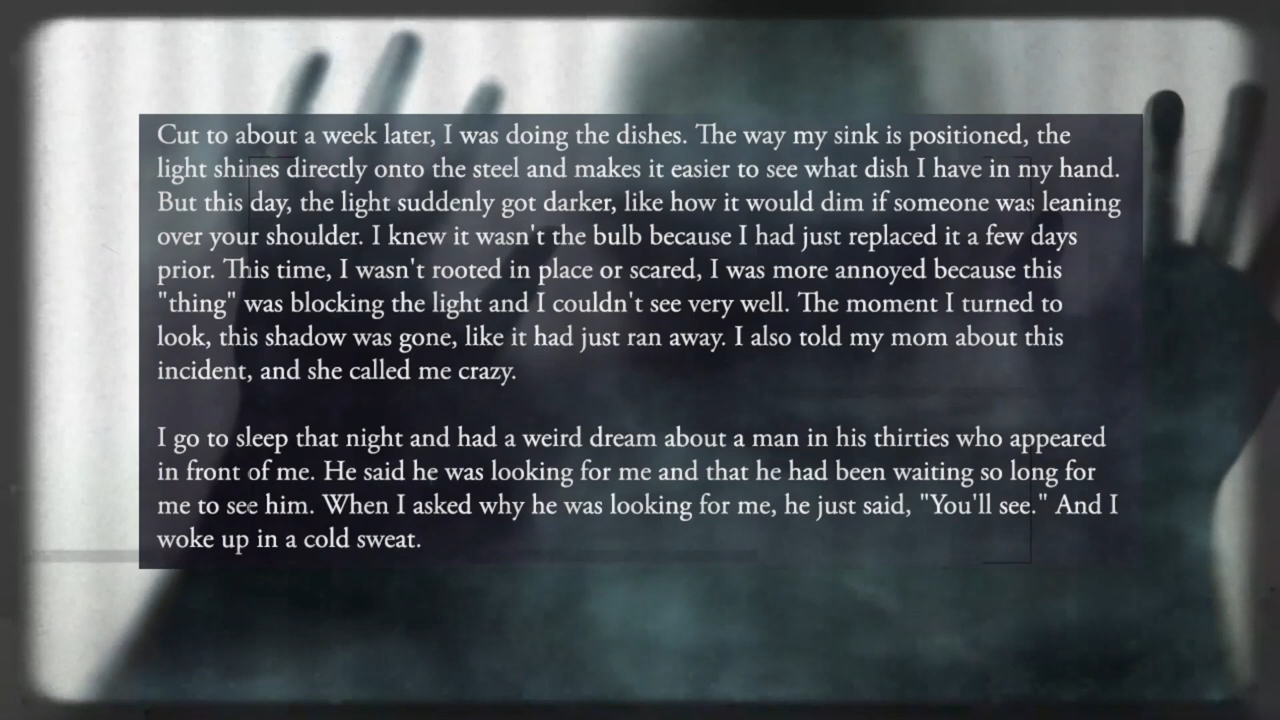 Cut to about a week later, I was doing the dishes. The way my sink is positioned, the
light shines directly onto the steel and makes it easier to see what dish I have in my hand.
But this day, the light suddenly got darker, like how it would dim if someone was leaning
over your shoulder. I knew it wasn't the bulb because I had just replaced it a few days
prior. This time, I wasn't rooted in place or scared, I was more annoyed because this
"thing" was blocking the light and I couldn't see very well. The moment I turned to
look, this shadow was gone, like it had just ran away. I also told my mom about this
incident, and she called me crazy.
I go to sleep that night and had a weird dream about a man in his thirties who appeared
in front of me. He said he was looking for me and that he had been waiting so long for
me to see him. When I asked why he was looking for me, he just said, "You'll see." And I
woke up in a cold sweat.